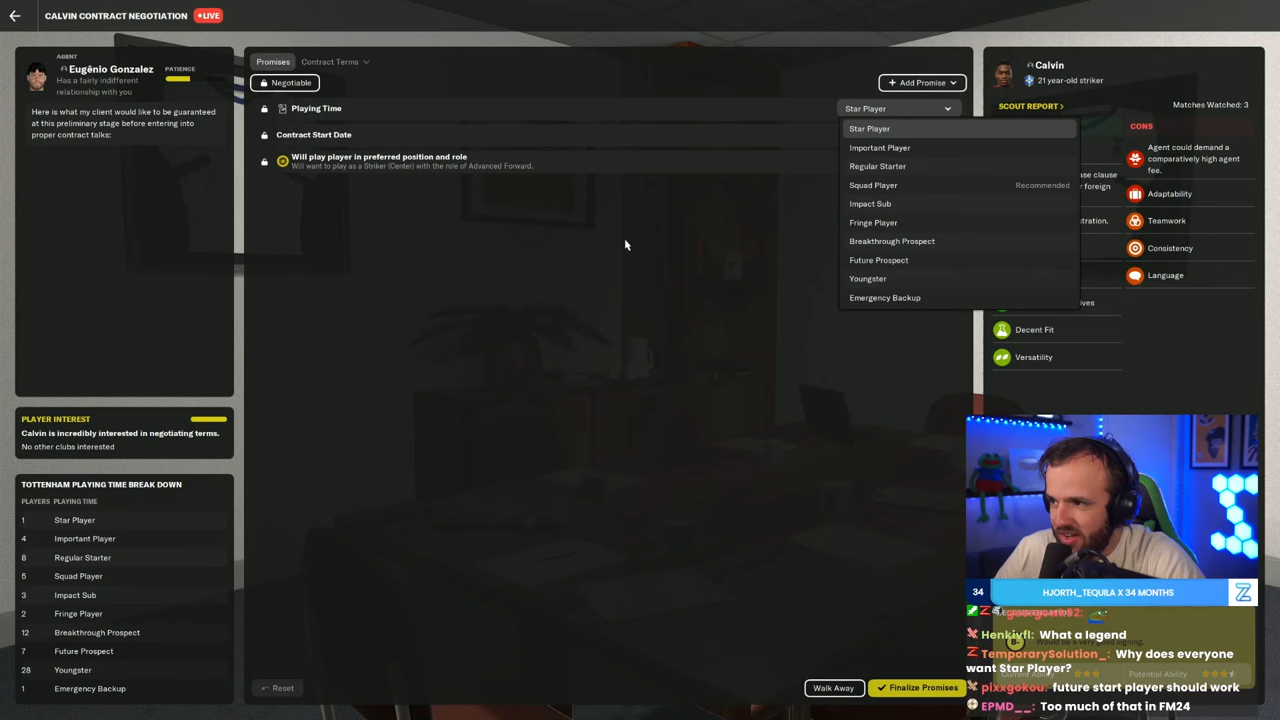 CALVIN CONTRACT NEGOTIATION
LIVE
AGENT
Eugênio Gonzalez
Has a fairly indifferent
relationship with you
PATIENCE
Here is what my client would like to be guaranteed
at this preliminary stage before entering into
proper contract talks:
PLAYER INTEREST
Calvin is incredibly interested in negotiating terms.
No other clubs interested
TOTTENHAM PLAYING TIME BREAK DOWN
PLAYERS PLAYING TIME
1 Star Player
4 Important Player
8 Regular Starter
5 Squad Player
3 Impact Sub
2 Fringe Player
12 Breakthrough Prospect
7 Future Prospect
28 Youngster
1 Emergency Backup
Promises
Contract Terms
Negotiable
+ Add Promise
Playing Time
Star Player
Contract Start Date
Will play player in preferred position and role
Will want to play as a Striker (Center) with the role of Advanced Forward.
Star Player
Important Player
Regular Starter
Squad Player Recommended
Impact Sub
Fringe Player
Breakthrough Prospect
Future Prospect
Youngster
Emergency Backup
Reset
Walk Away
Finalize Promises
Calvin
21 year-old striker
SCOUT REPORT
Matches Watched: 3
CONS
Agent could demand a
comparatively high agent
fee.
Adaptability
Teamwork
Consistency
Language
Decent Fit
Versatility
34
HJORTH_TEQUILA X 34 MONTHS
Henkivfl: What a legend
TemporarySolution_: Why does everyone
want Star Player?
pixxgokou: future start player should work
EPMD__: Too much of that in FM24